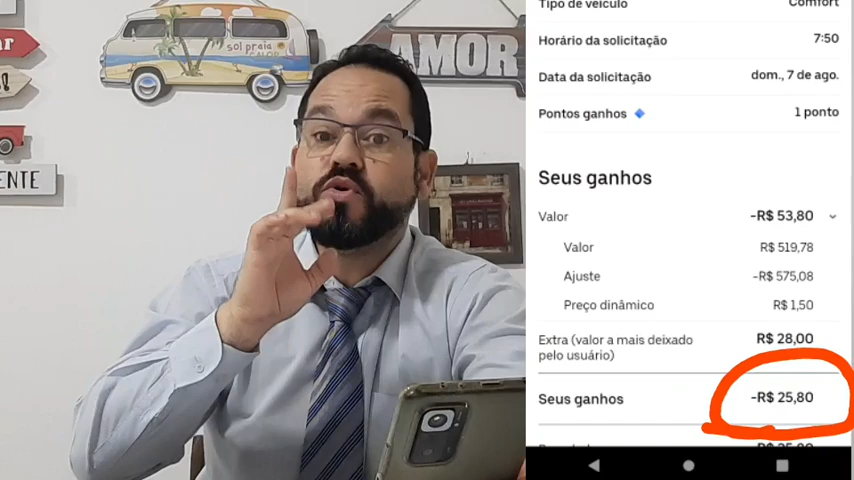 ar
!
ENTE
sol praia
CALOR
AMOR
Tipo de veículo Comfort
Horário da solicitação 7:50
Data da solicitação dom., 7 de ago.
Pontos ganhos 1 ponto
Seus ganhos
Valor -R$ 53,80
Valor R$ 519,78
Ajuste -R$ 575,08
Preço dinâmico R$ 1,50
Extra (valor a mais deixado R$ 28,00
pelo usuário)
Seus ganhos -R$ 25,80